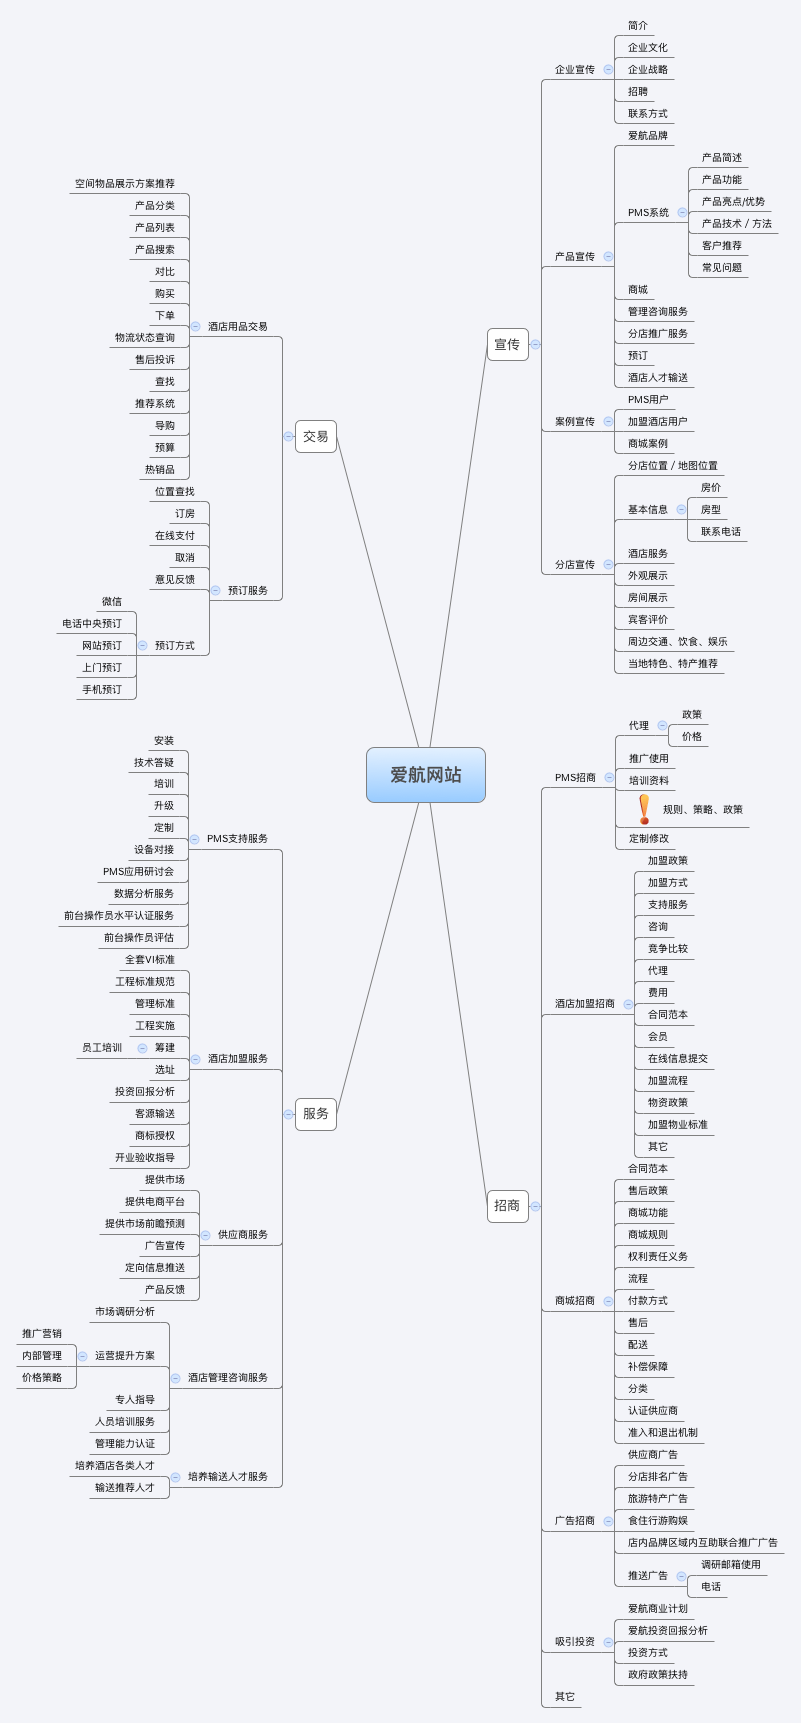 爱航网站
宣传
企业宣传
简介
企业文化
企业战略
招聘
联系方式
产品宣传
爱航品牌
PMS系统
产品简述
产品功能
产品亮点/优势
产品技术 / 方法
客户推荐
常见问题
商城
管理咨询服务
分店推广服务
预订
酒店人才输送
案例宣传
PMS用户
加盟酒店用户
商城案例
分店宣传
分店位置 / 地图位置
基本信息
房价
房型
联系电话
酒店服务
外观展示
房间展示
宾客评价
周边交通、饮食、娱乐
当地特色、特产推荐
招商
PMS招商
代理
政策
价格
推广使用
培训资料
规则、策略、政策
定制修改
酒店加盟招商
加盟政策
加盟方式
支持服务
咨询
竟争比较
代理
费用
合同范本
会员
在线信息提交
加盟流程
物资政策
加盟物业标准
其它
商城招商
合同范本
售后政策
商城功能
商城规则
权利责任义务
流程
付款方式
售后
配送
补偿保障
分类
认证供应商
准入和退出机制
广告招商
供应商广告
分店排名广告
旅游特产广告
食住行游购娱
店内品牌区域内互助联合推广广告
推送广告
调研邮箱使用
电话
吸引投资
爱航商业计划
爱航投资回报分析
投资方式
政府政策扶持
其它
交易
酒店用品交易
空间物品展示方案推荐
产品分类
产品列表
产品搜索
对比
购买
下单
物流状态查询
售后投诉
查找
推荐系统
导购
预算
热销品
预订服务
位置查找
订房
在线支付
取消
意见反馈
预订方式
微信
电话中央预订
网站预订
上门预订
手机预订
服务
PMS支持服务
安装
技术答疑
培训
升级
定制
设备对接
PMS应用研讨会
数据分析服务
前台操作员水平认证服务
前台操作员评估
酒店加盟服务
全套VI标准
工程标准规范
管理标准
工程实施
筹建
员工培训
选址
投资回报分析
客源输送
商标授权
开业验收指导
供应商服务
提供市场
提供电商平台
提供市场前瞻预测
广告宣传
定向信息推送
产品反馈
酒店管理咨询服务
市场调研分析
运营提升方案
推广营销
内部管理
价格策略
专人指导
人员培训服务
管理能力认证
培养输送人才服务
培养酒店各类人才
输送推荐人才